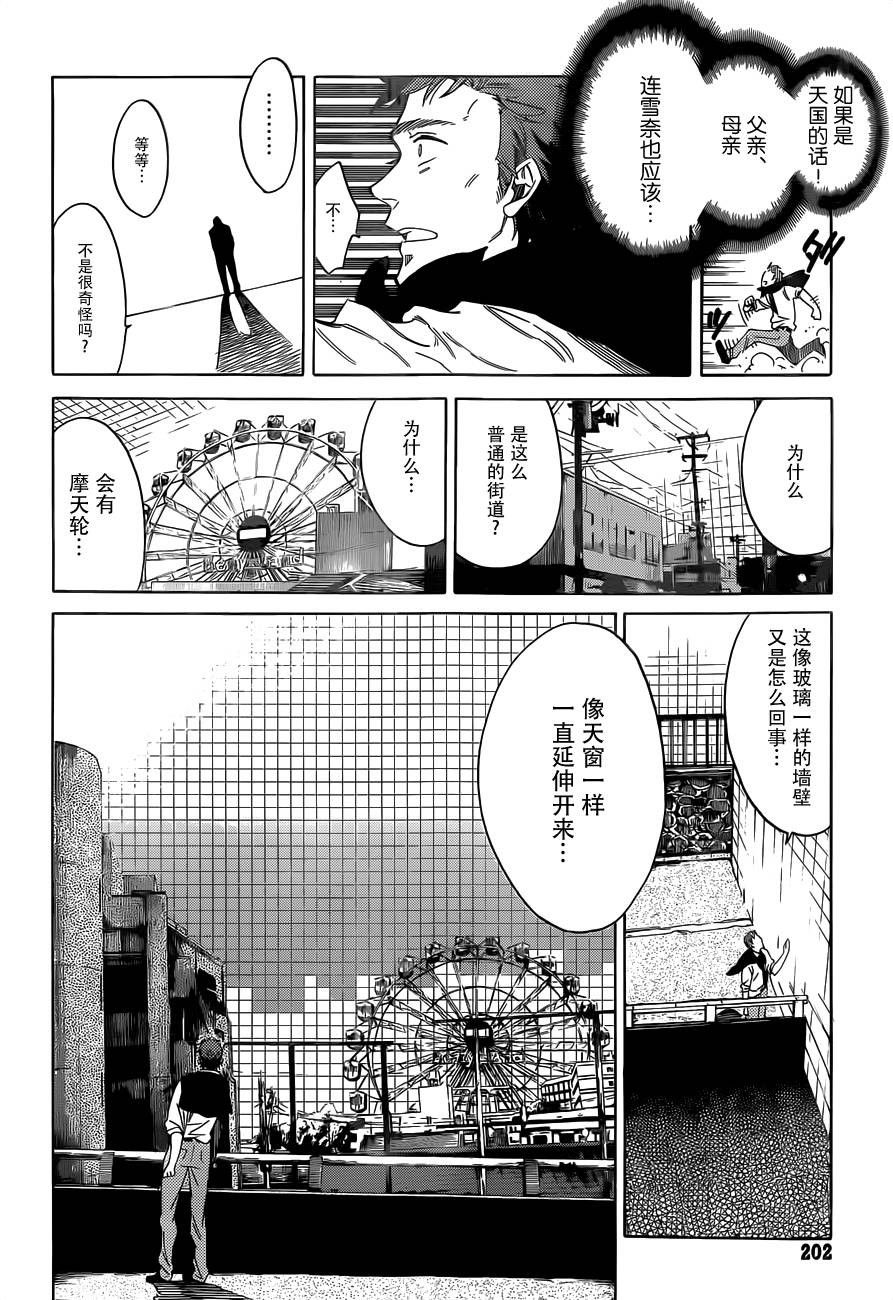 如果是
天国的话！
父亲、
母亲
连雪奈也应该…
不…
………
等等…
不是很奇怪吗？
为什么
是这么
普通的街道？
为什么…
会有
摩天轮…
这像玻璃一样的墙壁
又是怎么回事…
像天窗一样
一直延伸开来…
202